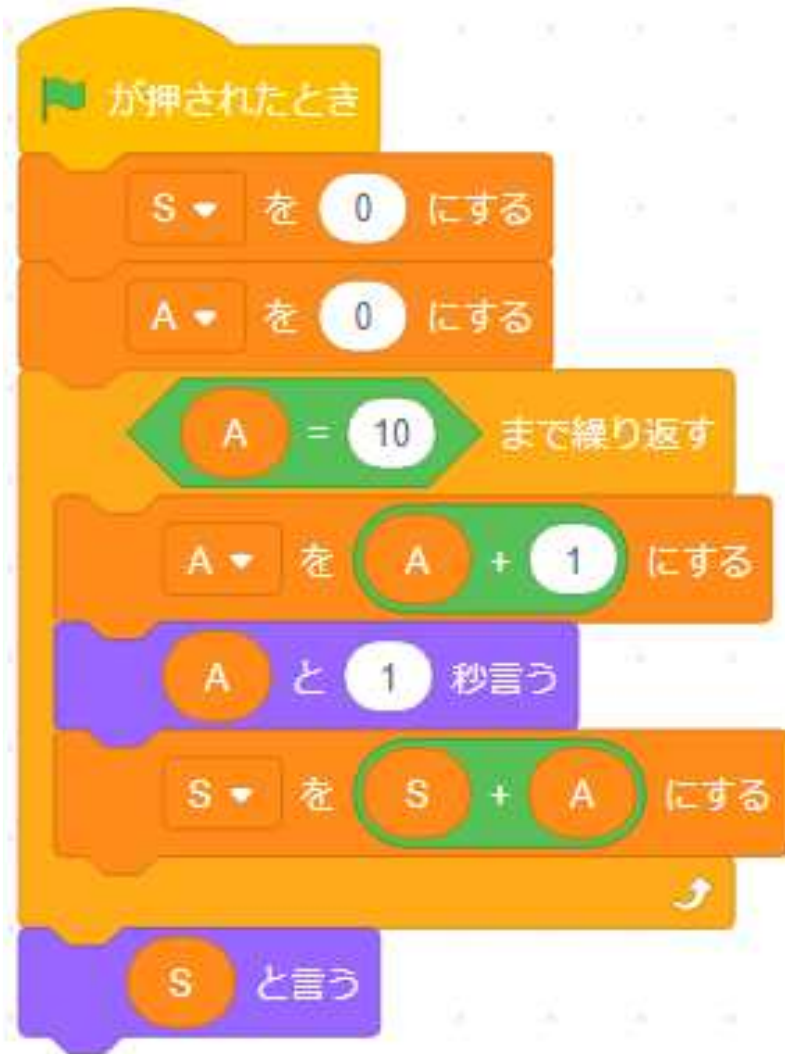 が押されたとき
S を 0 にする
A を 0 にする
A = 10 まで繰り返す
A を A + 1 にする
A と 1 秒言う
S を S + A にする
S と言う